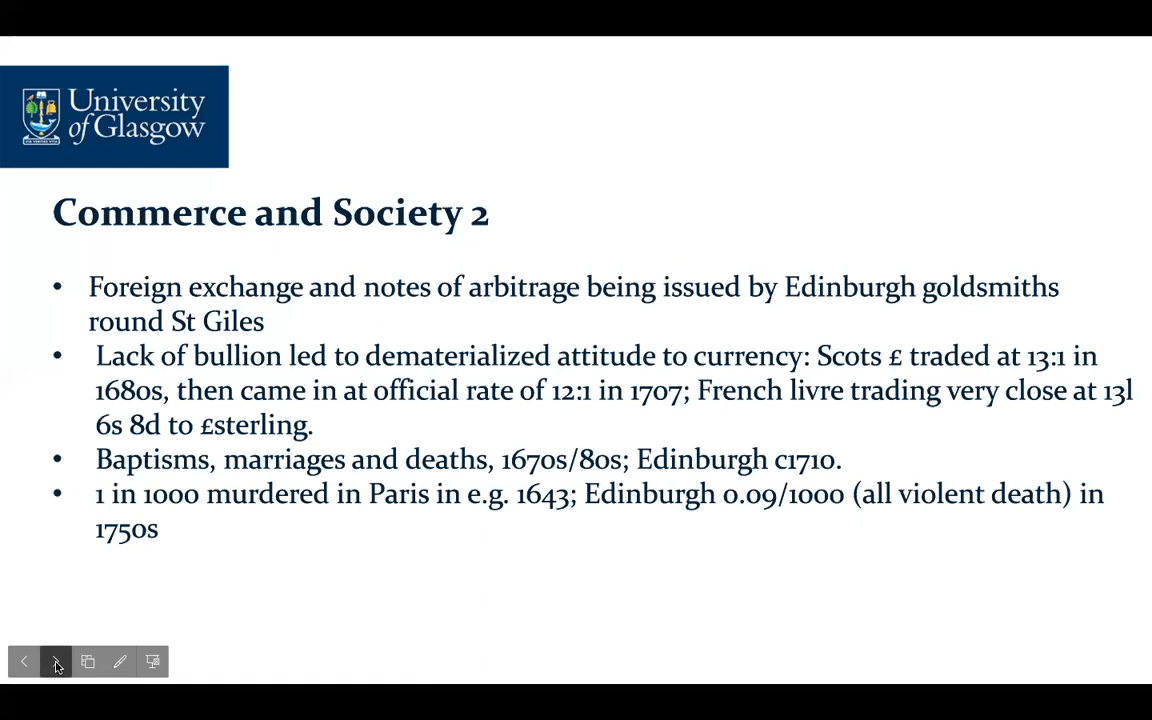 University
of Glasgow
Commerce and Society 2
• Foreign exchange and notes of arbitrage being issued by Edinburgh goldsmiths
round St Giles
• Lack of bullion led to dematerialized attitude to currency: Scots £ traded at 13:1 in
1680s, then came in at official rate of 12:1 in 1707; French livre trading very close at 13l
6s 8d to £sterling.
• Baptisms, marriages and deaths, 1670s/80s; Edinburgh c1710.
• 1 in 1000 murdered in Paris in e.g. 1643; Edinburgh 0.09/1000 (all violent death) in
1750s